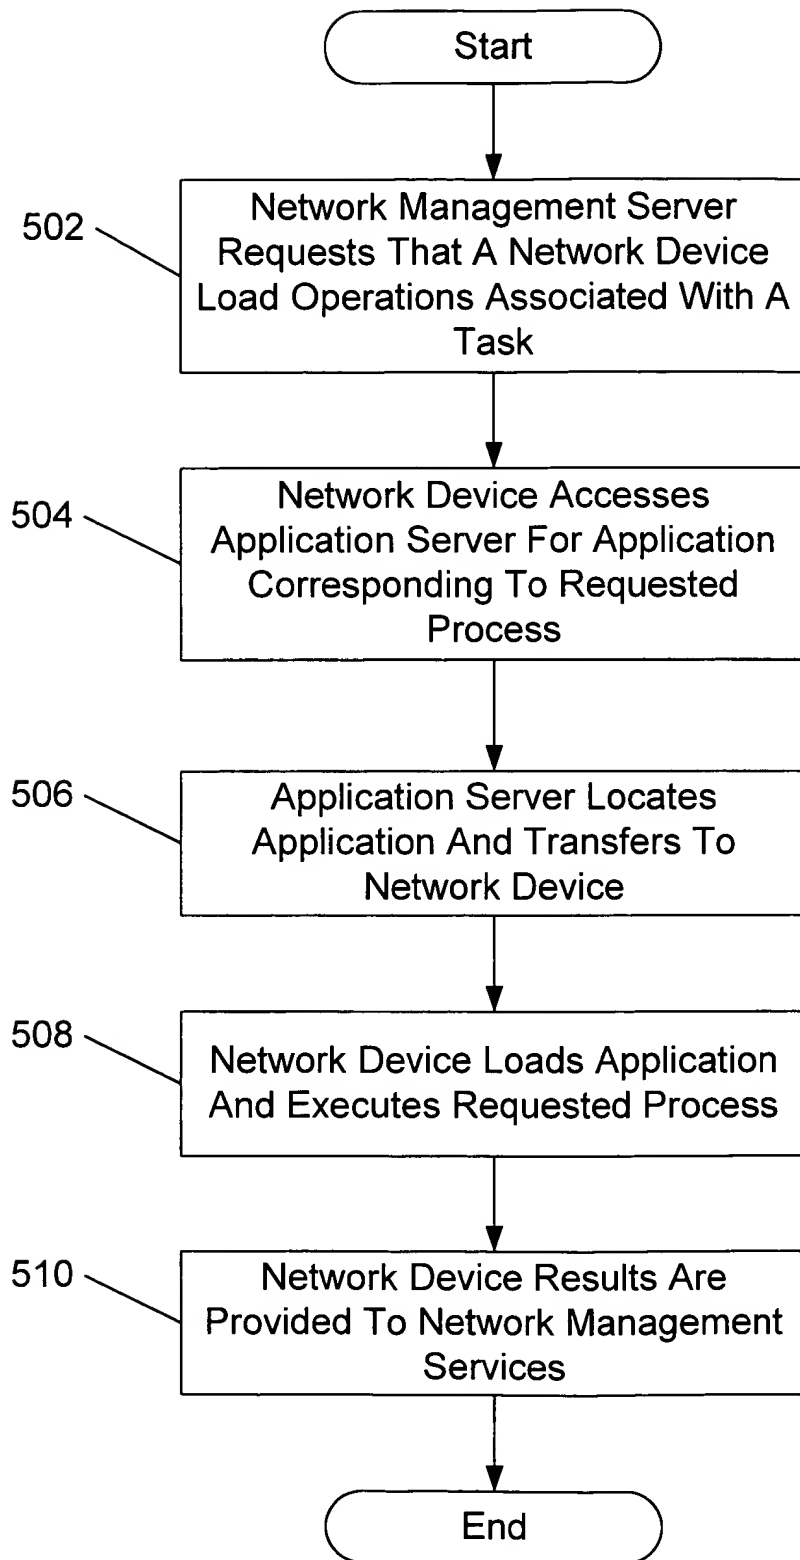 Start
502
Network Management Server
Requests That A Network Device
Load Operations Associated With A
Task
504
Network Device Accesses
Application Server For Application
Corresponding To Requested
Process
506
Application Server Locates
Application And Transfers To
Network Device
508
Network Device Loads Application
And Executes Requested Process
510
Network Device Results Are
Provided To Network Management
Services
End